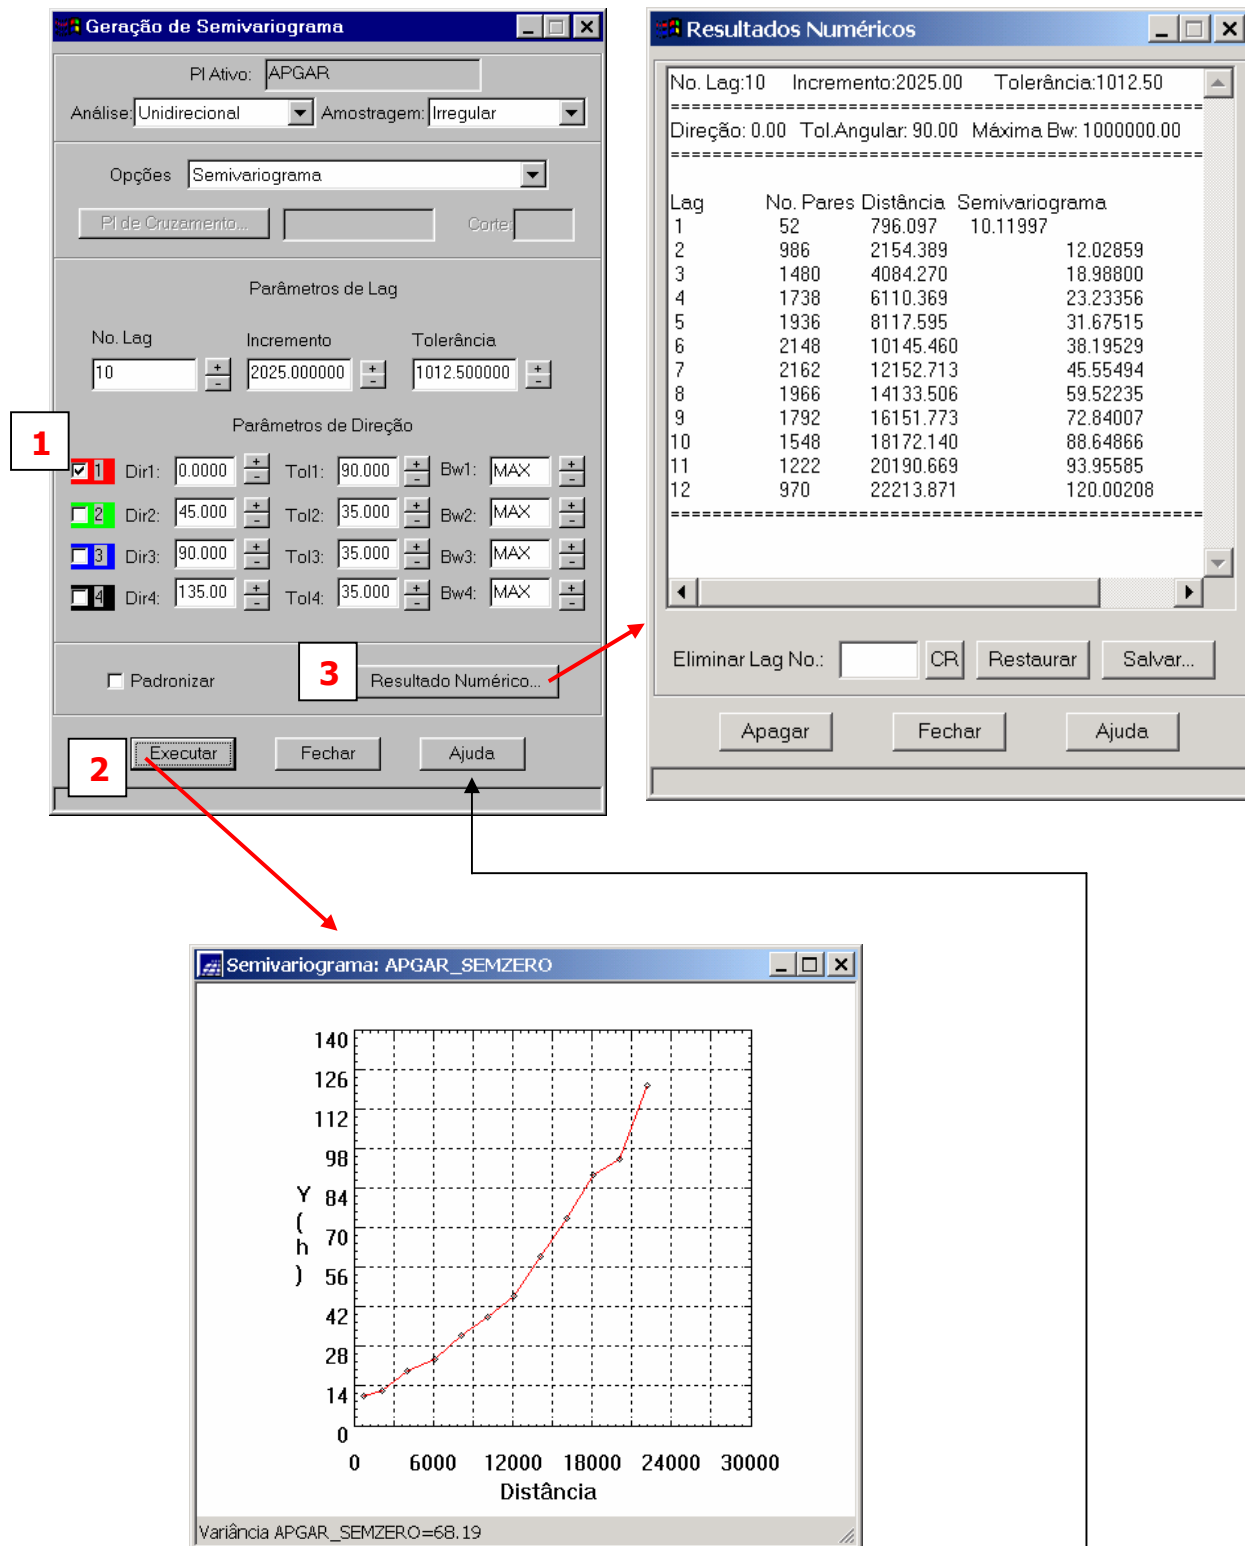 Geração de Semivariograma
PI Ativo: APGAR
Análise: Unidirecional Amostragem: Irregular
Opções Semivariograma
PI de Cruzamento... Corte:
Parâmetros de Lag
No. Lag Incremento Tolerância
10 + - 2025.000000 + - 1012.500000 + -
Parâmetros de Direção
1
1 Dir1: 0.0000 + - Tol1: 90.000 + - Bw1: MAX + -
2 Dir2: 45.000 + - Tol2: 35.000 + - Bw2: MAX + -
3 Dir3: 90.000 + - Tol3: 35.000 + - Bw3: MAX + -
4 Dir4: 135.00 + - Tol4: 35.000 + - Bw4: MAX + -
Padronizar
3
Resultado Numérico...
2
Executar Fechar Ajuda
Resultados Numéricos
No. Lag:10 Incremento:2025.00 Tolerância:1012.50
====================================================
Direção: 0.00 Tol.Angular: 90.00 Máxima Bw: 1000000.00
====================================================
Lag No. Pares Distância Semivariograma
1 52 796.097 10.11997
2 986 2154.389 12.02859
3 1480 4084.270 18.98800
4 1738 6110.369 23.23356
5 1936 8117.595 31.67515
6 2148 10145.460 38.19529
7 2162 12152.713 45.55494
8 1966 14133.506 59.52235
9 1792 16151.773 72.84007
10 1548 18172.140 88.64866
11 1222 20190.669 93.95585
12 970 22213.871 120.00208
====================================================
Eliminar Lag No.: CR Restaurar Salvar...
Apagar Fechar Ajuda
Semivariograma: APGAR_SEMZERO
140
126
112
98
84
70
56
42
28
14
0
Y(h)
0 6000 12000 18000 24000 30000
Distância
Variância APGAR_SEMZERO=68.19